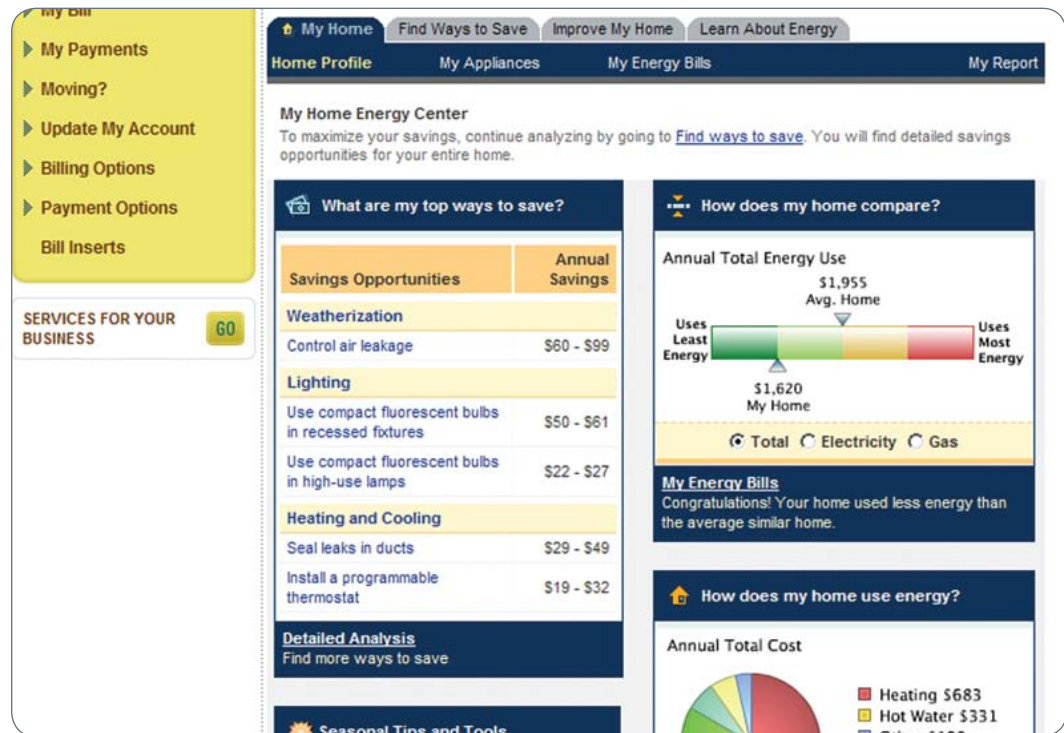 My Bill
My Payments
Moving?
Update My Account
Billing Options
Payment Options
Bill Inserts
SERVICES FOR YOUR
BUSINESS
GO
My Home
Find Ways to Save
Improve My Home
Learn About Energy
Home Profile
My Appliances
My Energy Bills
My Report
My Home Energy Center
To maximize your savings, continue analyzing by going to Find ways to save. You will find detailed savings
opportunities for your entire home.
What are my top ways to save?
Savings Opportunities
Annual
Savings
Weatherization
Control air leakage $60 - $99
Lighting
Use compact fluorescent bulbs
in recessed fixtures $50 - $61
Use compact fluorescent bulbs
in high-use lamps $22 - $27
Heating and Cooling
Seal leaks in ducts $29 - $49
Install a programmable
thermostat $19 - $32
Detailed Analysis
Find more ways to save
Seasonal Tips and Tools
How does my home compare?
Annual Total Energy Use
$1,955
Avg. Home
Uses
Least
Energy
Uses
Most
Energy
$1,620
My Home
Total Electricity Gas
My Energy Bills
Congratulations! Your home used less energy than
the average similar home.
How does my home use energy?
Annual Total Cost
Heating $683
Hot Water $331